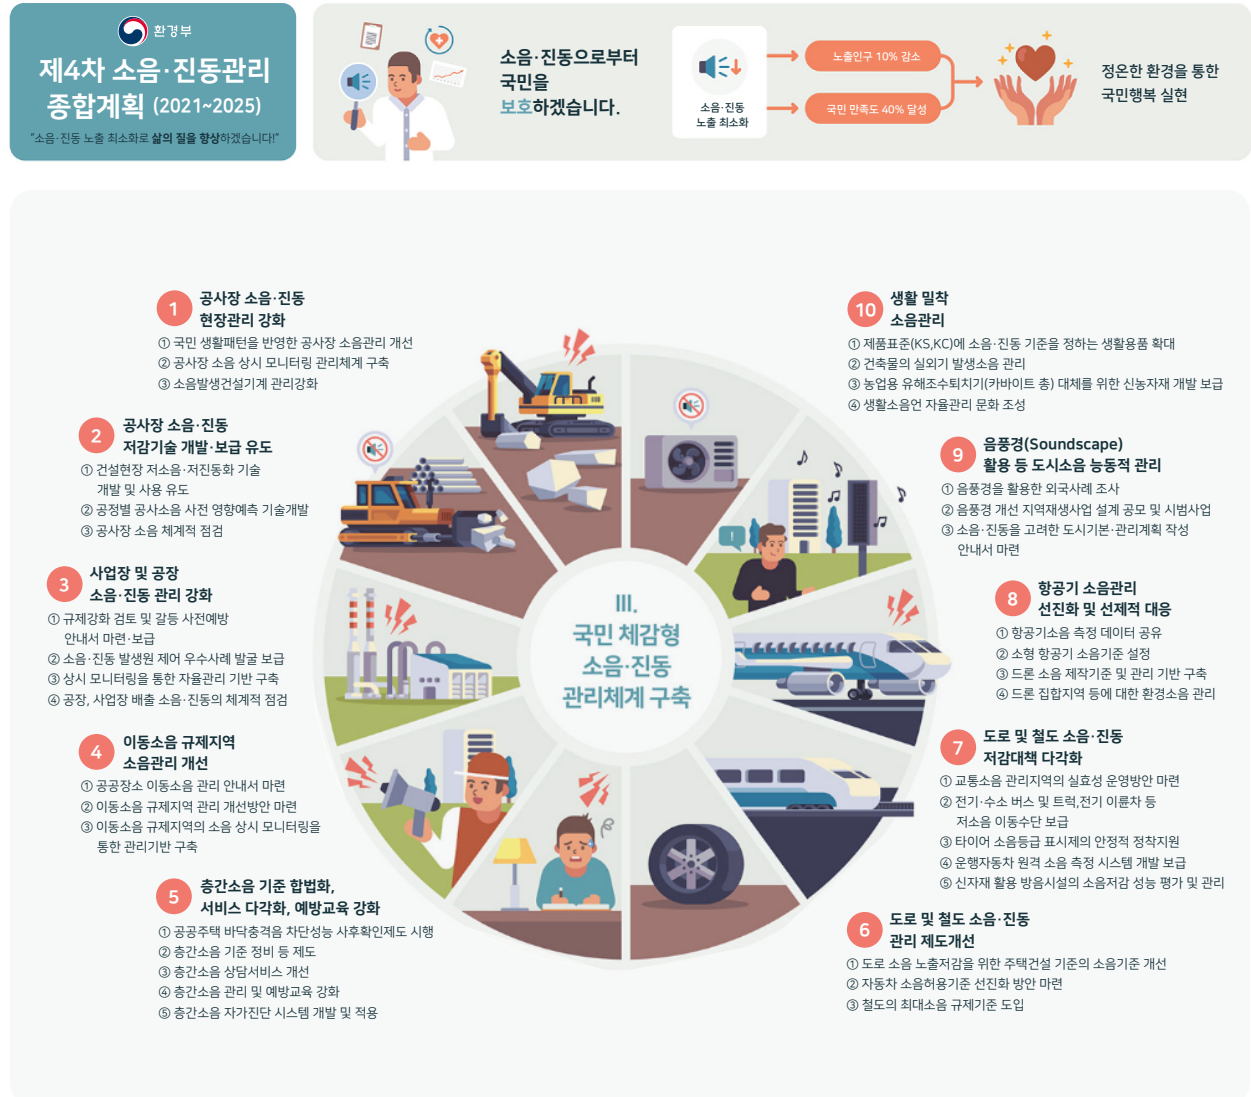 환경부
제4차 소음·진동관리
종합계획 (2021~2025)
"소음·진동 노출 최소화로 삶의 질을 향상하겠습니다!"
소음·진동으로부터
국민을
보호하겠습니다.
소음·진동
노출 최소화
노출인구 10% 감소
국민 만족도 40% 달성
정온한 환경을 통한
국민행복 실현
1
공사장 소음·진동
현장관리 강화
① 국민 생활패턴을 반영한 공사장 소음관리 개선
② 공사장 소음 상시 모니터링 관리체계 구축
③ 소음발생건설기계 관리강화
2
공사장 소음·진동
저감기술 개발·보급 유도
① 건설현장 저소음·저진동화 기술
개발 및 사용 유도
② 공정별 공사소음 사전 영향예측 기술개발
③ 공사장 소음 체계적 점검
3
사업장 및 공장
소음·진동 관리 강화
① 규제강화 검토 및 갈등 사전예방
안내서 마련·보급
② 소음·진동 발생원 제어 우수사례 발굴 보급
③ 상시 모니터링을 통한 자율관리 기반 구축
④ 공장, 사업장 배출 소음·진동의 체계적 점검
4
이동소음 규제지역
소음관리 개선
① 공공장소 이동소음 관리 안내서 마련
② 이동소음 규제지역 관리 개선방안 마련
③ 이동소음 규제지역의 소음 상시 모니터링을
통한 관리기반 구축
5
층간소음 기준 합법화,
서비스 다각화, 예방교육 강화
① 공공주택 바닥충격음 차단성능 사후확인제도 시행
② 층간소음 기준 정비 등 제도
③ 층간소음 상담서비스 개선
④ 층간소음 관리 및 예방교육 강화
⑤ 층간소음 자가진단 시스템 개발 및 적용
III.
국민 체감형
소음·진동
관리체계 구축
10
생활 밀착
소음관리
① 제품표준(KS,KC)에 소음·진동 기준을 정하는 생활용품 확대
② 건축물의 실외기 발생소음 관리
③ 농업용 유해조수퇴치기(카바이트 총) 대체를 위한 신농자재 개발 보급
④ 생활소음언 자율관리 문화 조성
9
음풍경(Soundscape)
활용 등 도시소음 능동적 관리
① 음풍경을 활용한 외국사례 조사
② 음풍경 개선 지역재생사업 설계 공모 및 시범사업
③ 소음·진동을 고려한 도시기본·관리계획 작성
안내서 마련
8
항공기 소음관리
선진화 및 선제적 대응
① 항공기소음 측정 데이터 공유
② 소형 항공기 소음기준 설정
③ 드론 소음 제작기준 및 관리 기반 구축
④ 드론 집합지역 등에 대한 환경소음 관리
7
도로 및 철도 소음·진동
저감대책 다각화
① 교통소음 관리지역의 실효성 운영방안 마련
② 전기·수소 버스 및 트럭,전기 이륜차 등
저소음 이동수단 보급
③ 타이어 소음등급 표시제의 안정적 정착지원
④ 운행자동차 원격 소음 측정 시스템 개발 보급
⑤ 신자재 활용 방음시설의 소음저감 성능 평가 및 관리
6
도로 및 철도 소음·진동
관리 제도개선
① 도로 소음 노출저감을 위한 주택건설 기준의 소음기준 개선
② 자동차 소음허용기준 선진화 방안 마련
③ 철도의 최대소음 규제기준 도입